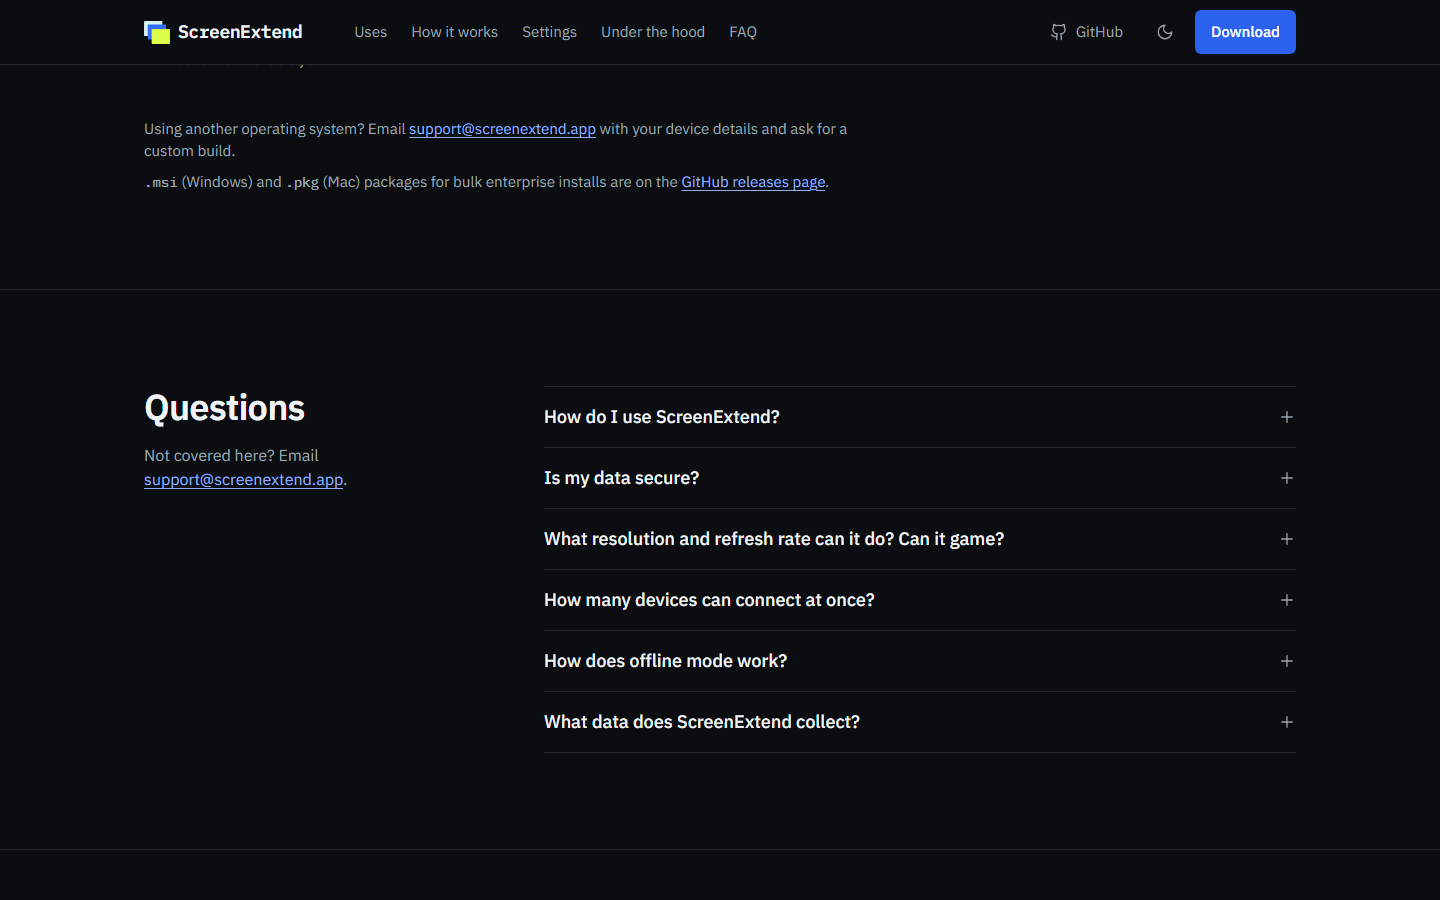 ScreenExtend
Uses
How it works
Settings
Under the hood
FAQ
GitHub
Download
Using another operating system? Email support@screenextend.app with your device details and ask for a
custom build.
.msi (Windows) and .pkg (Mac) packages for bulk enterprise installs are on the GitHub releases page.
Questions
Not covered here? Email
support@screenextend.app.
How do I use ScreenExtend?
Is my data secure?
What resolution and refresh rate can it do? Can it game?
How many devices can connect at once?
How does offline mode work?
What data does ScreenExtend collect?